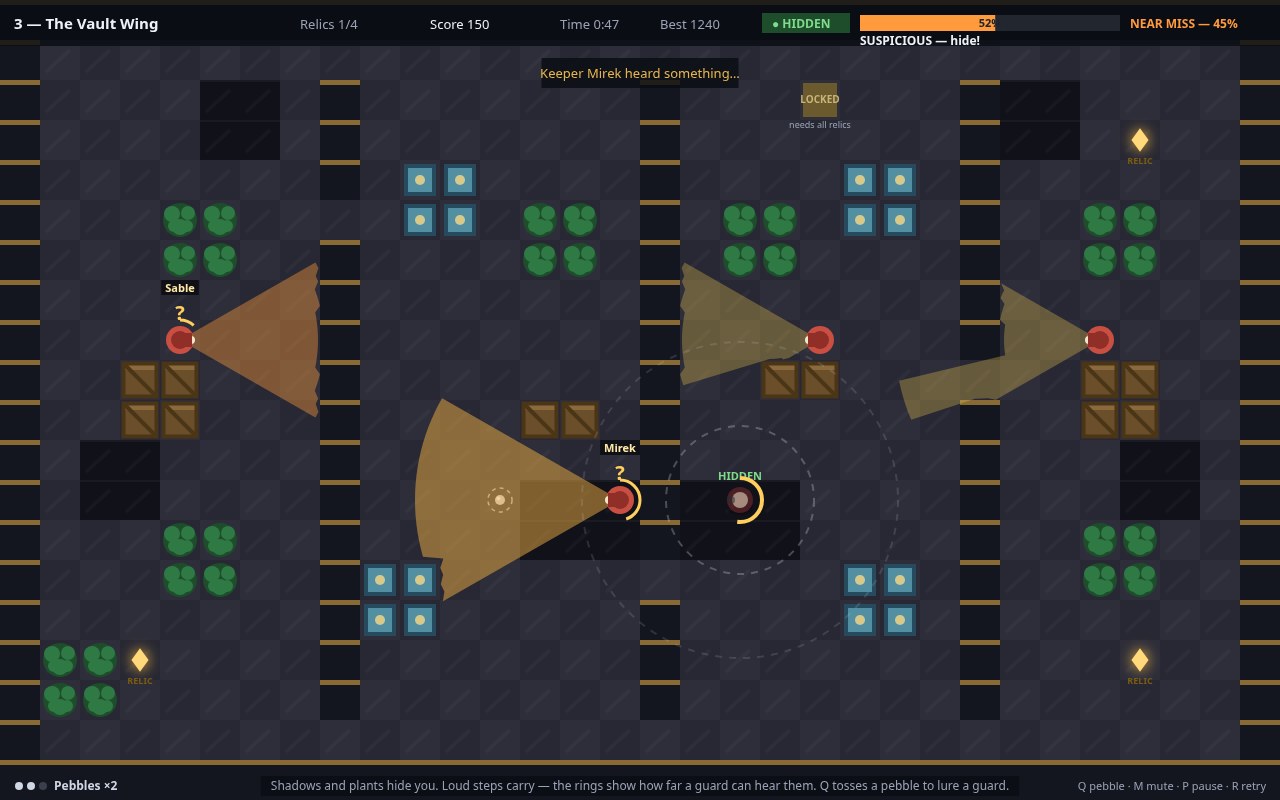 3 — The Vault Wing
Relics 1/4
Score 150
Time 0:47
Best 1240
● HIDDEN
52%
NEAR MISS — 45%
SUSPICIOUS — hide!
Keeper Mirek heard something...
LOCKED
needs all relics
RELIC
Sable
?
Mirek
?
HIDDEN
RELIC
RELIC
Pebbles ×2
Shadows and plants hide you. Loud steps carry — the rings show how far a guard can hear them. Q tosses a pebble to lure a guard.
Q pebble · M mute · P pause · R retry